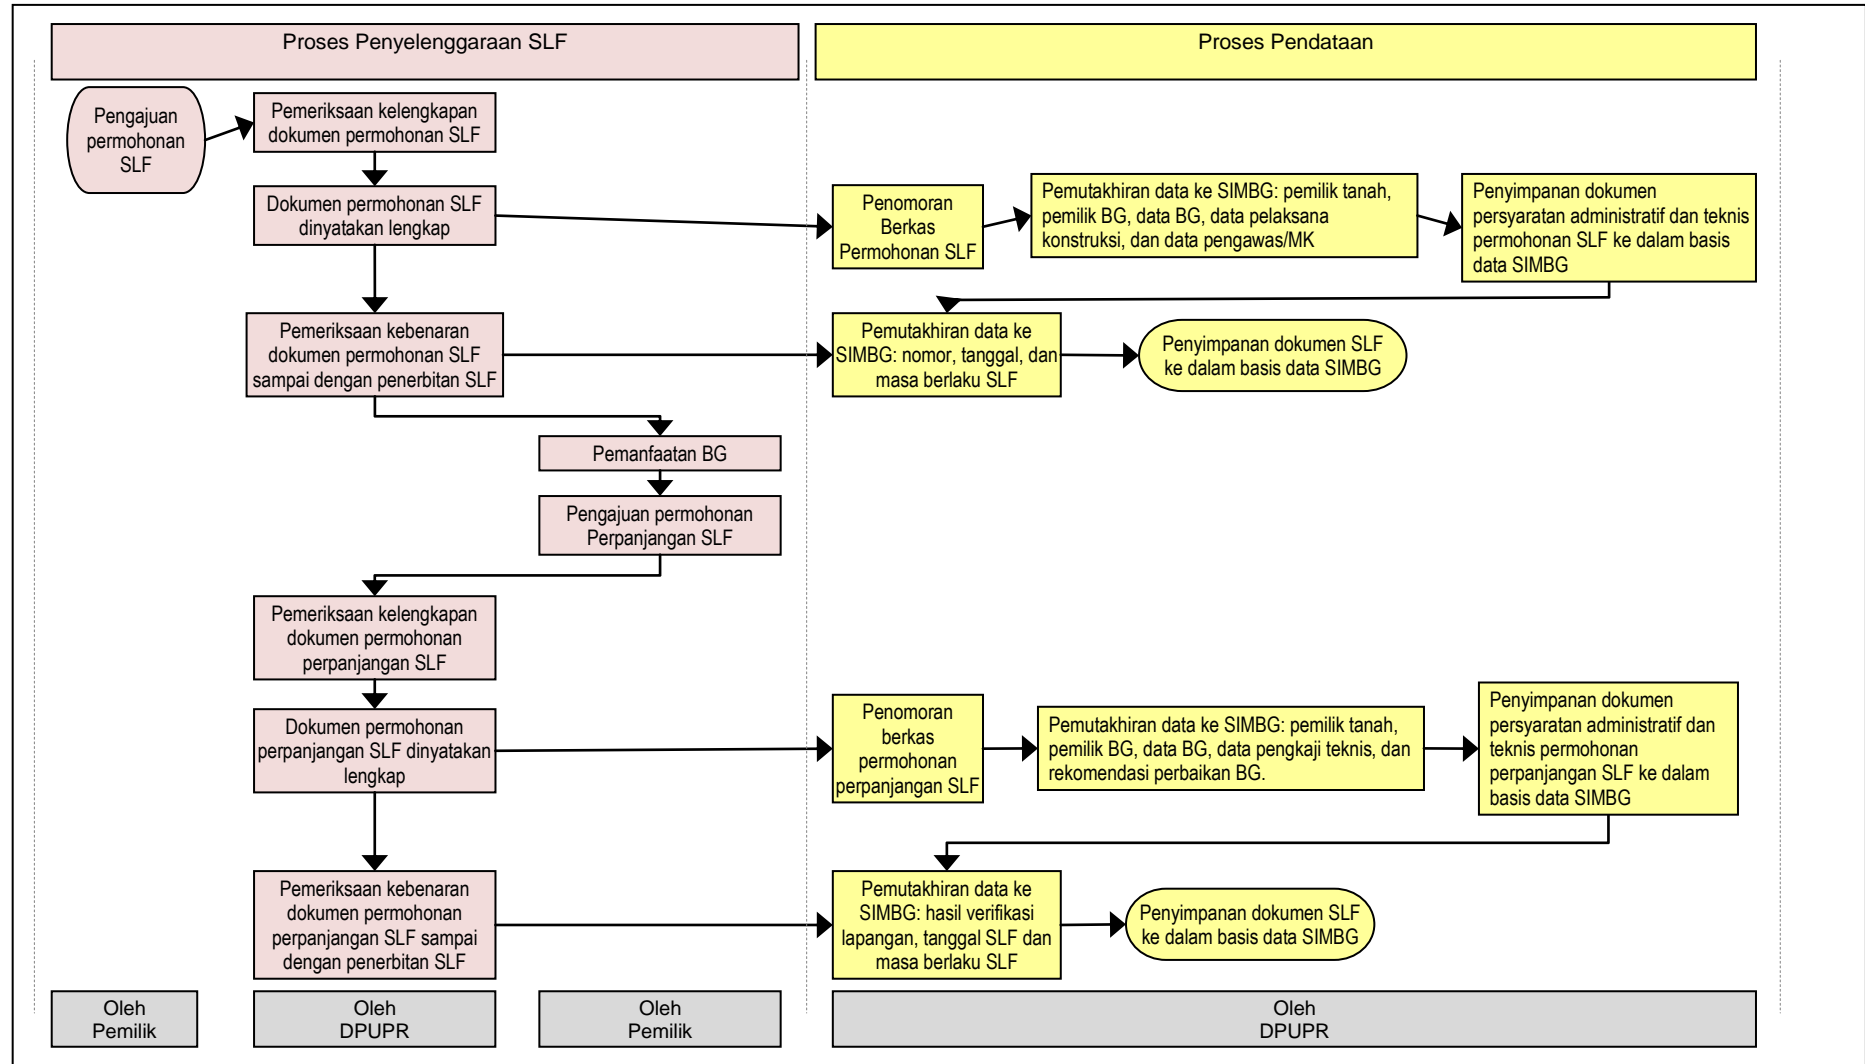 Proses Penyelenggaraan SLF
Proses Pendataan
Pengajuan
permohonan
SLF
Pemeriksaan kelengkapan
dokumen permohonan SLF
Dokumen permohonan SLF
dinyatakan lengkap
Penomoran
Berkas
Permohonan SLF
Pemutakhiran data ke SIMBG: pemilik tanah,
pemilik BG, data BG, data pelaksana
konstruksi, dan data pengawas/MK
Penyimpanan dokumen
persyaratan administratif dan teknis
permohonan SLF ke dalam basis
data SIMBG
Pemeriksaan kebenaran
dokumen permohonan SLF
sampai dengan penerbitan SLF
Pemutakhiran data ke
SIMBG: nomor, tanggal, dan
masa berlaku SLF
Penyimpanan dokumen SLF
ke dalam basis data SIMBG
Pemanfaatan BG
Pengajuan permohonan
Perpanjangan SLF
Pemeriksaan kelengkapan
dokumen permohonan
perpanjangan SLF
Dokumen permohonan
perpanjangan SLF dinyatakan
lengkap
Penomoran
berkas
permohonan
perpanjangan SLF
Pemutakhiran data ke SIMBG: pemilik tanah,
pemilik BG, data BG, data pengkaji teknis, dan
rekomendasi perbaikan BG.
Penyimpanan dokumen
persyaratan administratif dan
teknis permohonan
perpanjangan SLF ke dalam
basis data SIMBG
Pemeriksaan kebenaran
dokumen permohonan
perpanjangan SLF sampai
dengan penerbitan SLF
Pemutakhiran data ke
SIMBG: hasil verifikasi
lapangan, tanggal SLF dan
masa berlaku SLF
Penyimpanan dokumen SLF
ke dalam basis data SIMBG
Oleh
Pemilik
Oleh
DPUPR
Oleh
Pemilik
Oleh
DPUPR